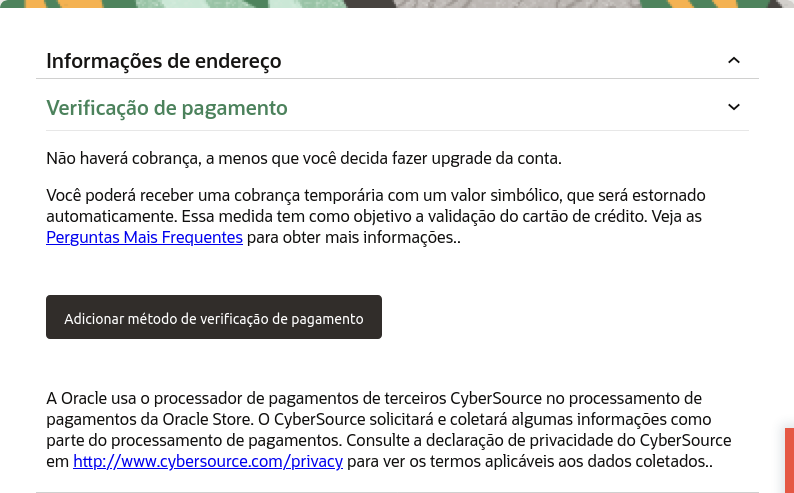 Informações de endereço
Verificação de pagamento
Não haverá cobrança, a menos que você decida fazer upgrade da conta.
Você poderá receber uma cobrança temporária com um valor simbólico, que será estornado
automaticamente. Essa medida tem como objetivo a validação do cartão de crédito. Veja as
Perguntas Mais Frequentes para obter mais informações..
Adicionar método de verificação de pagamento
A Oracle usa o processador de pagamentos de terceiros CyberSource no processamento de
pagamentos da Oracle Store. O CyberSource solicitará e coletará algumas informações como
parte do processamento de pagamentos. Consulte a declaração de privacidade do CyberSource
em http://www.cybersource.com/privacy para ver os termos aplicáveis aos dados coletados..